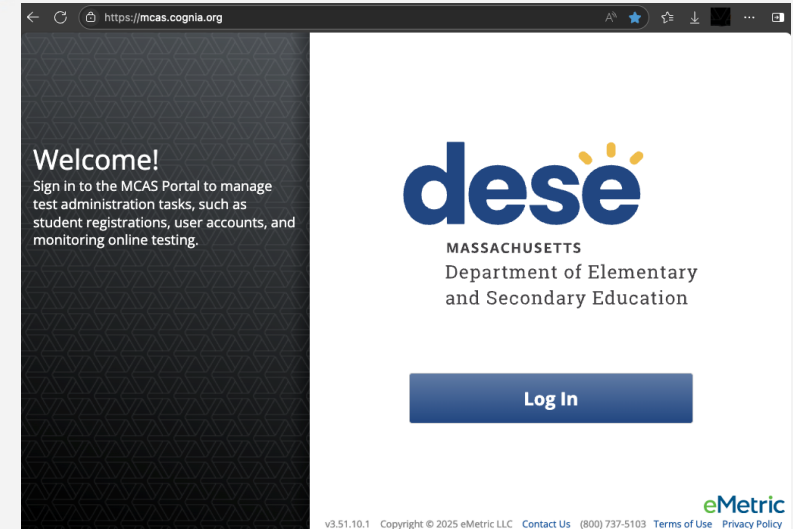 https://mcas.cognia.org
Welcome!
Sign in to the MCAS Portal to manage
test administration tasks, such as
student registrations, user accounts, and
monitoring online testing.
dese
MASSACHUSETTS
Department of Elementary
and Secondary Education
Log In
eMetric
v3.51.10.1 Copyright © 2025 eMetric LLC Contact Us (800) 737-5103 Terms of Use Privacy Policy